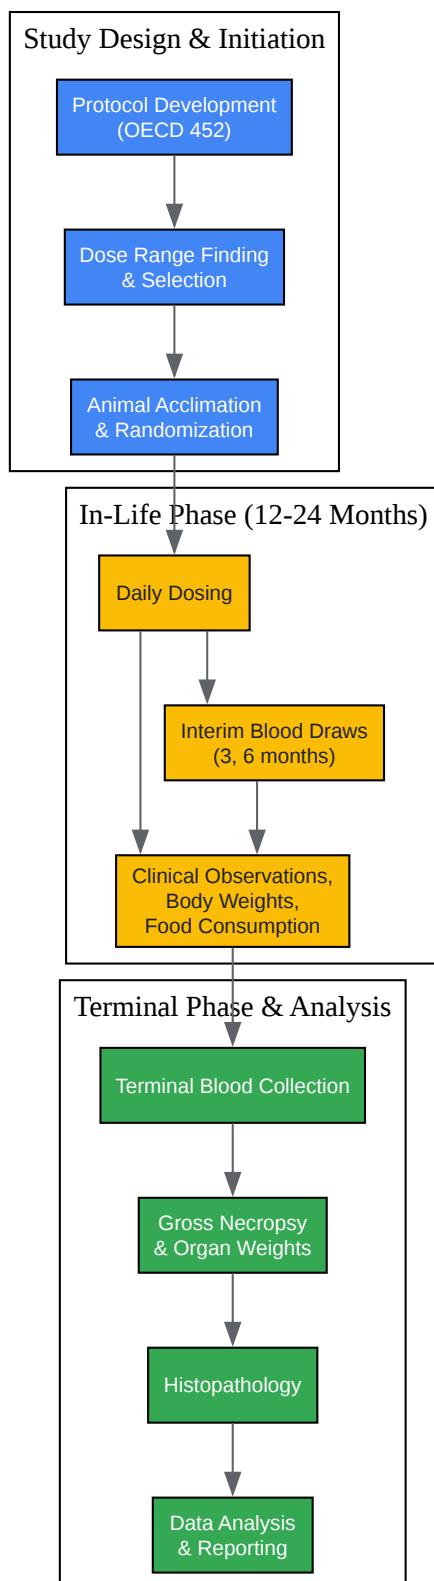 Study Design & Initiation
Protocol Development
(OECD 452)
Dose Range Finding
& Selection
Animal Acclimation
& Randomization
In-Life Phase (12-24 Months)
Daily Dosing
Interim Blood Draws
(3, 6 months)
Clinical Observations,
Body Weights,
Food Consumption
Terminal Phase & Analysis
Terminal Blood Collection
Gross Necropsy
& Organ Weights
Histopathology
Data Analysis
& Reporting